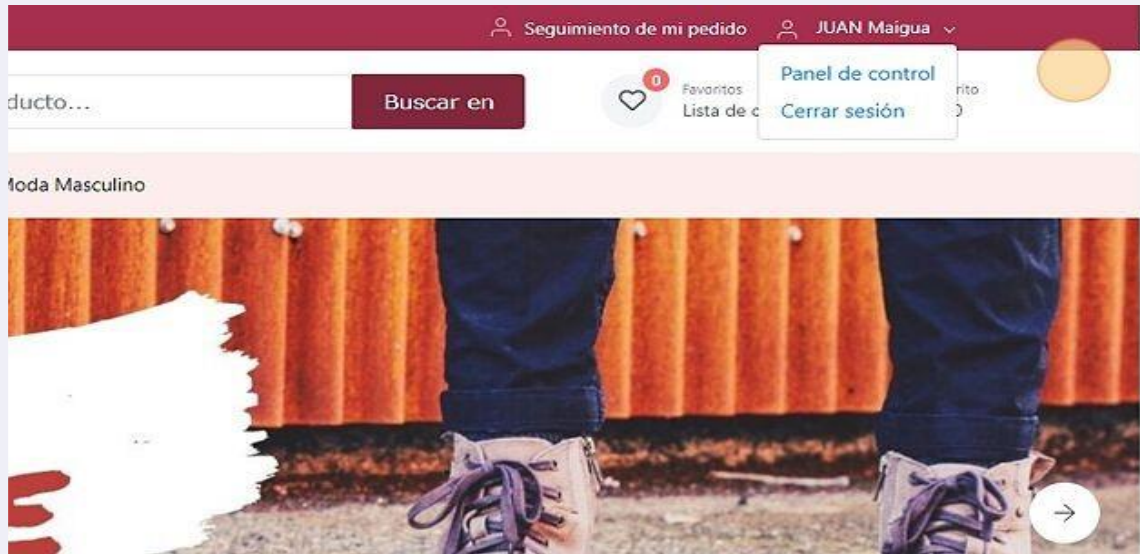 Seguimiento de mi pedido JUAN Maigua
Panel de control
Cerrar sesión
ducto...
Buscar en
0
Favoritos
Lista de
rito
Moda Masculino